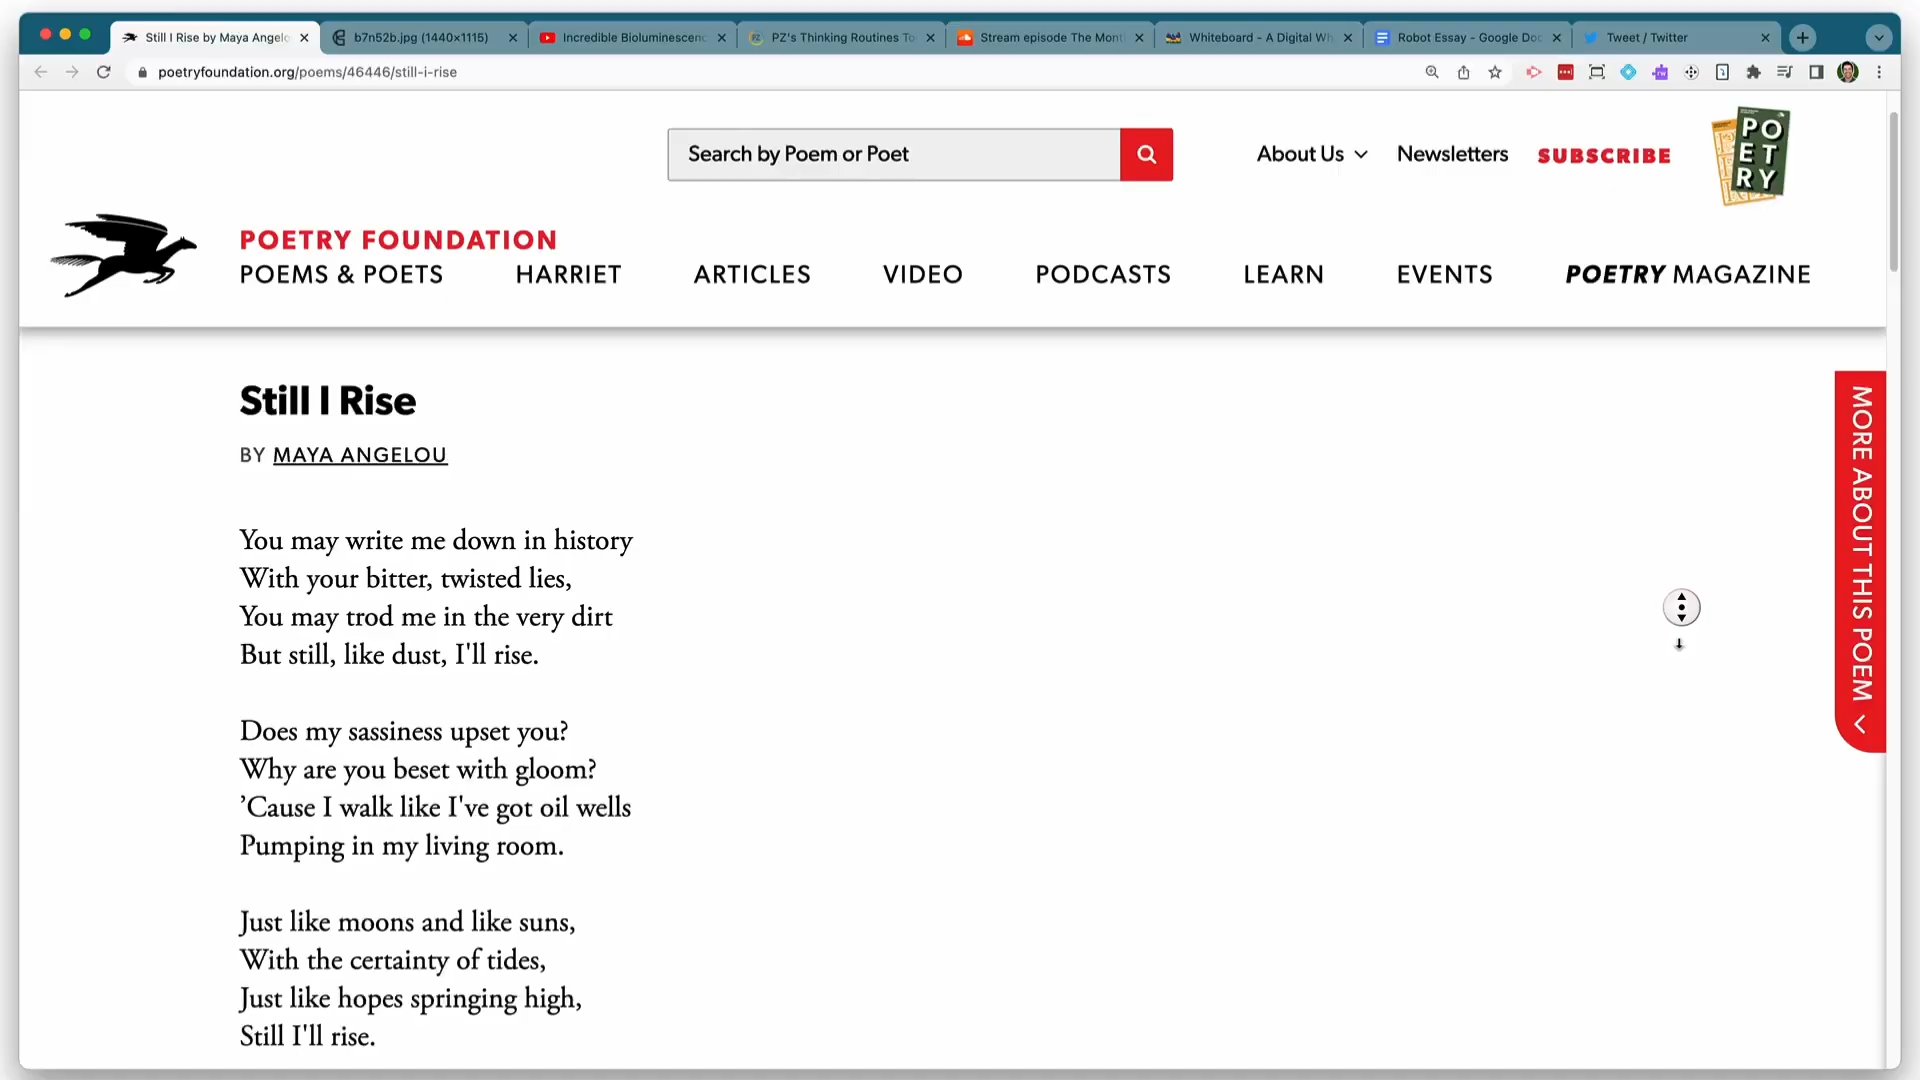 Still I Rise by Maya Angelo
b7n52b.jpg (1440×1115)
Incredible Bioluminescenc
PZ's Thinking Routines To
Stream episode The Mont
Whiteboard - A Digital Wh
Robot Essay - Google Doc
Tweet / Twitter
poetryfoundation.org/poems/46446/still-i-rise
Search by Poem or Poet
About Us
Newsletters
SUBSCRIBE
PO
ET
RY
POETRY FOUNDATION
POEMS & POETS
HARRIET
ARTICLES
VIDEO
PODCASTS
LEARN
EVENTS
POETRY MAGAZINE
Still I Rise
BY MAYA ANGELOU
You may write me down in history
With your bitter, twisted lies,
You may trod me in the very dirt
But still, like dust, I'll rise.
Does my sassiness upset you?
Why are you beset with gloom?
’Cause I walk like I've got oil wells
Pumping in my living room.
Just like moons and like suns,
With the certainty of tides,
Just like hopes springing high,
Still I'll rise.
MORE ABOUT THIS POEM